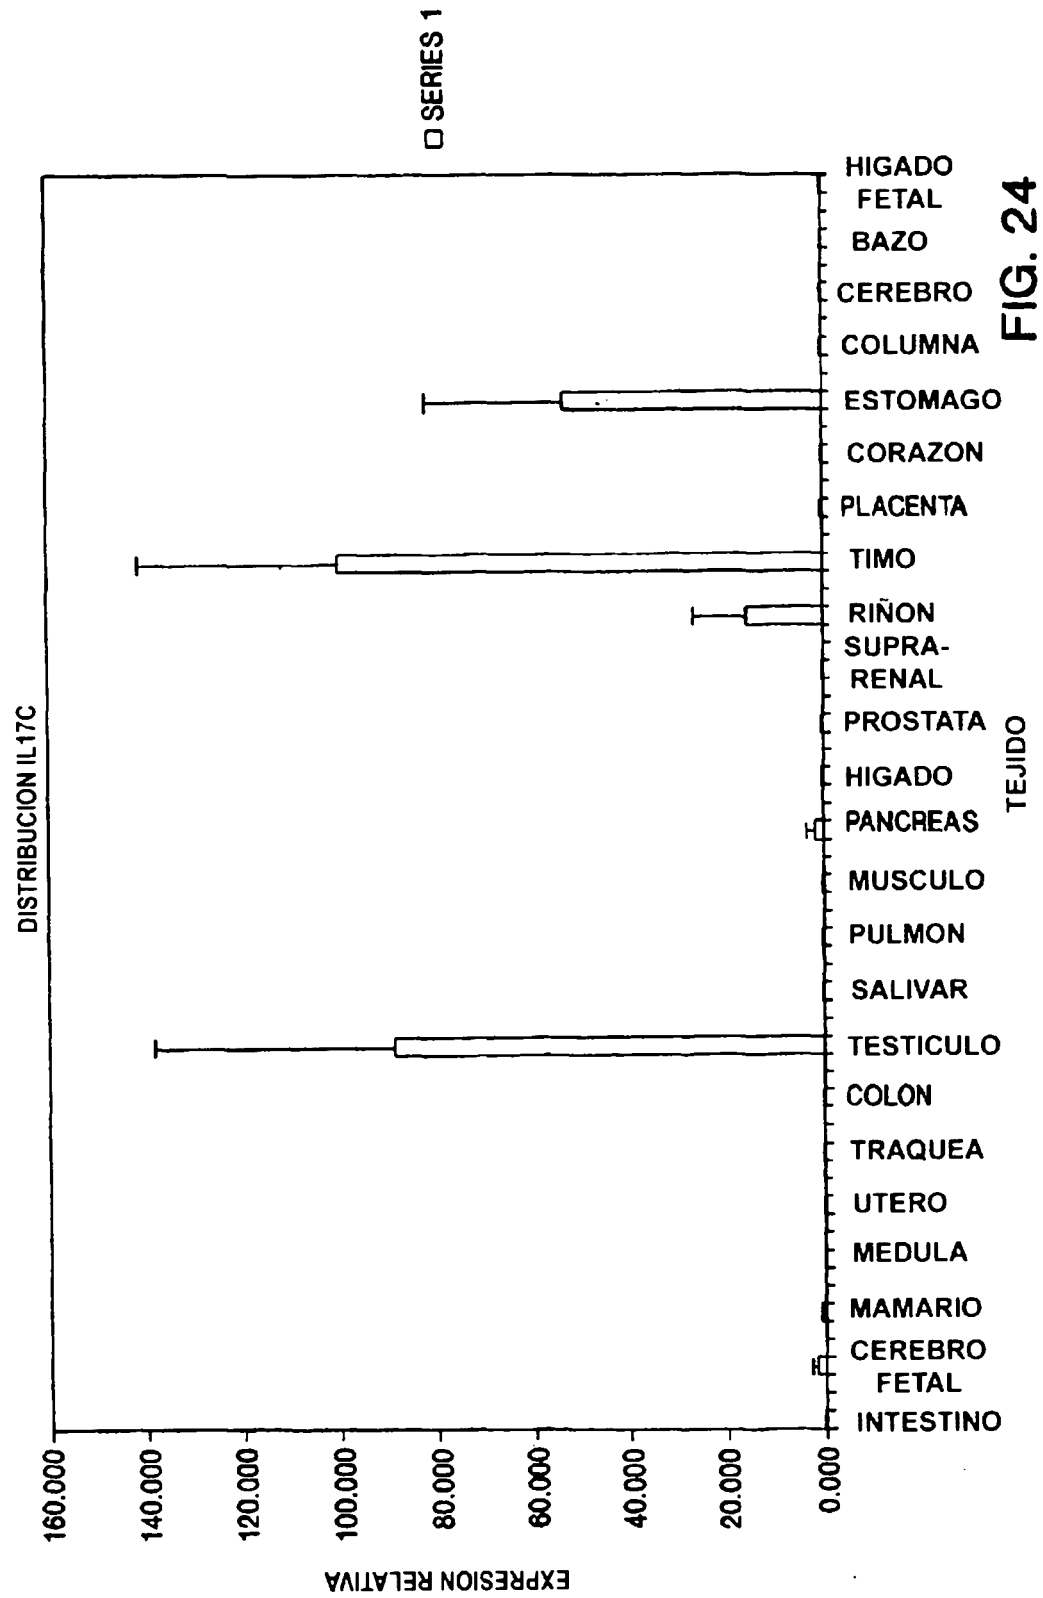 DISTRIBUCION IL17C
EXPRESION RELATIVA
160.000
140.000
120.000
100.000
80.000
60.000
40.000
20.000
0.000
INTESTINO
CEREBRO
FETAL
MAMARIO
MEDULA
UTERO
TRAQUEA
COLON
TESTICULO
SALIVAR
PULMON
MUSCULO
PANCREAS
HIGADO
PROSTATA
SUPRA-
RENAL
RIÑON
TIMO
PLACENTA
CORAZON
ESTOMAGO
COLUMNA
CEREBRO
BAZO
HIGADO
FETAL
TEJIDO
SERIES 1
FIG. 24